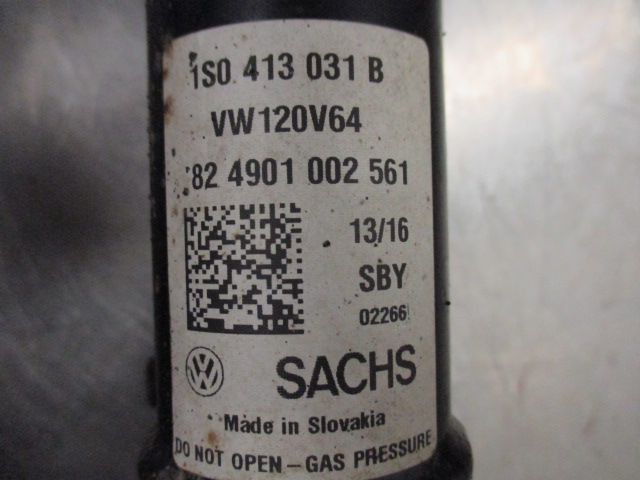 1S0 413 031 B
VW120V64
82 4901 002 561
13/16
SBY
02266
SACHS
Made in Slovakia
DO NOT OPEN – GAS PRESSURE